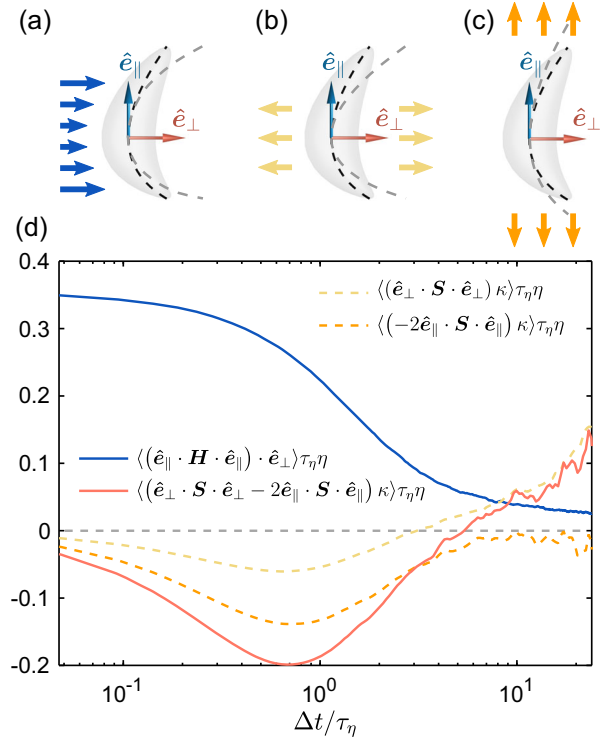 (a) (b) (c)
ê∥ ê∥ ê∥
ê⊥ ê⊥ ê⊥
(d)
0.4
⟨(ê⊥ · S · ê⊥) κ⟩τηη
⟨(−2ê∥ · S · ê∥) κ⟩τηη
0.3
0.2
0.1
⟨(ê∥ · H · ê∥) · ê⊥⟩τηη
⟨(ê⊥ · S · ê⊥ − 2ê∥ · S · ê∥) κ⟩τηη
0
-0.1
-0.2
10⁻¹ 10⁰ 10¹
Δt/τη